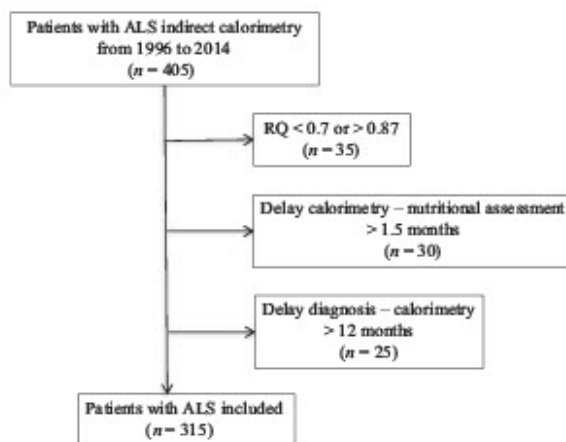 Patients with ALS indirect calorimetry
from 1996 to 2014
(n = 405)
RQ < 0.7 or > 0.87
(n = 35)
Delay calorimetry – nutritional assessment
> 1.5 months
(n = 30)
Delay diagnosis – calorimetry
> 12 months
(n = 25)
Patients with ALS included
(n = 315)